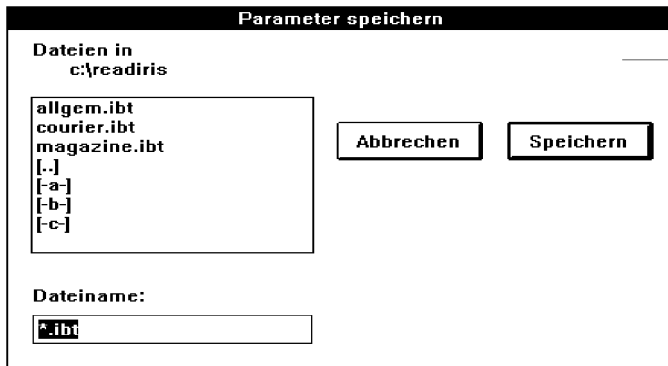 Parameter speichern
Dateien in
c:\readiris
allgem.ibt
courier.ibt
magazine.ibt
[..]
[-a-]
[-b-]
[-c-]
Abbrechen
Speichern
Dateiname:
*.ibt